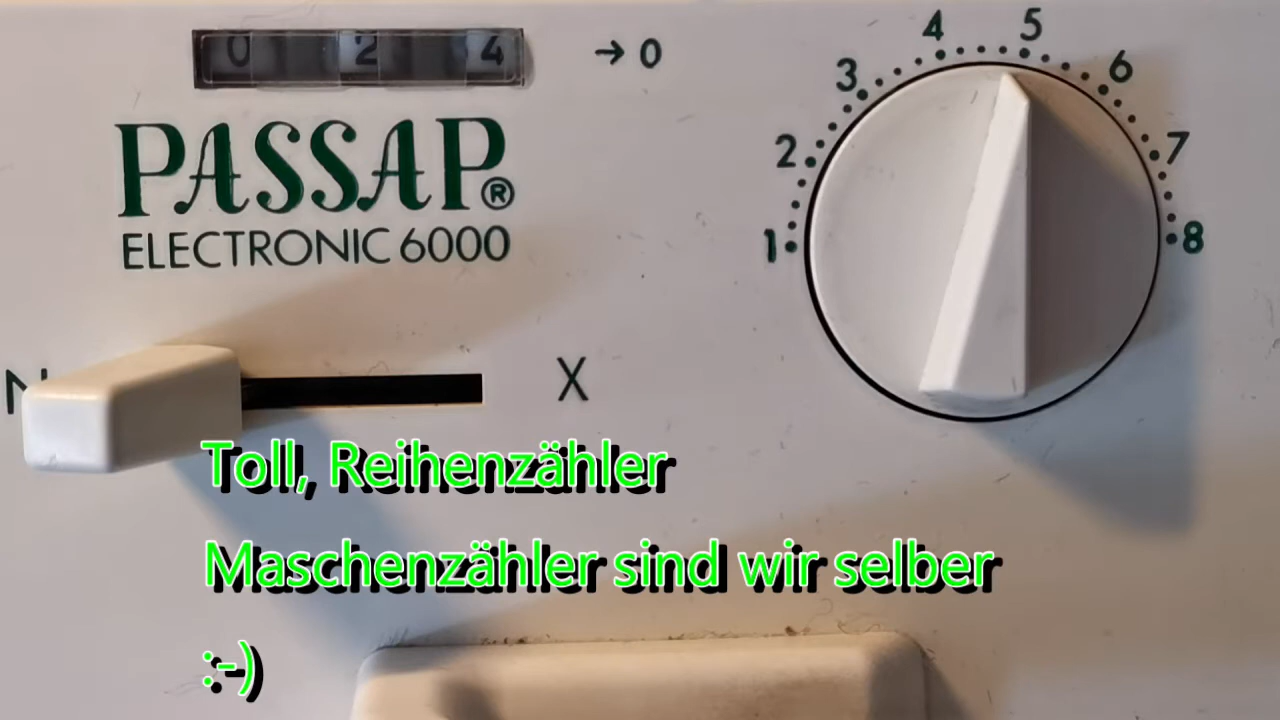 0 2 4 → 0
PASSAP®
ELECTRONIC 6000
1 2 3 4 5 6 7 8
N X
Toll, Reihenzähler
Maschenzähler sind wir selber
:-)